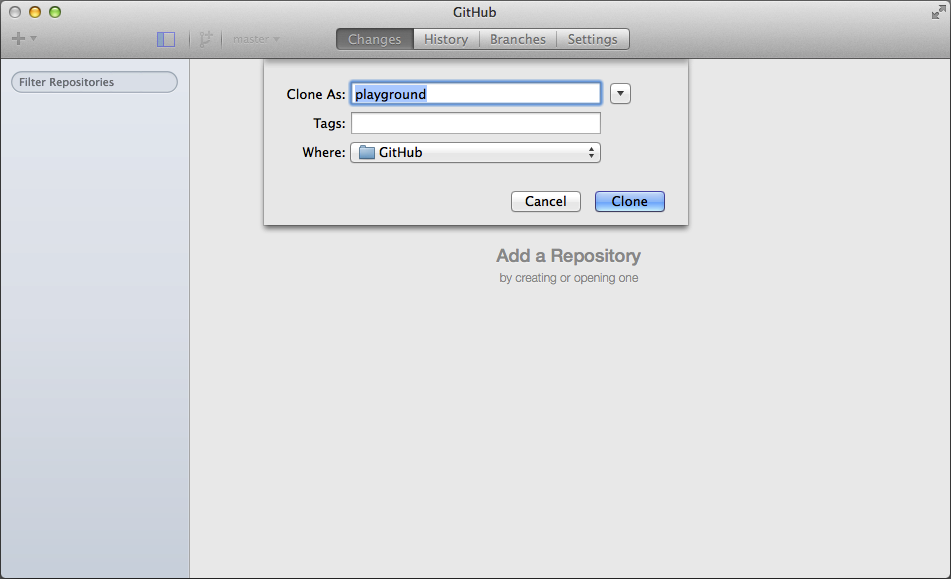 GitHub
master
Changes
History
Branches
Settings
Filter Repositories
Clone As: playground
Tags:
Where: GitHub
Cancel
Clone
Add a Repository
by creating or opening one